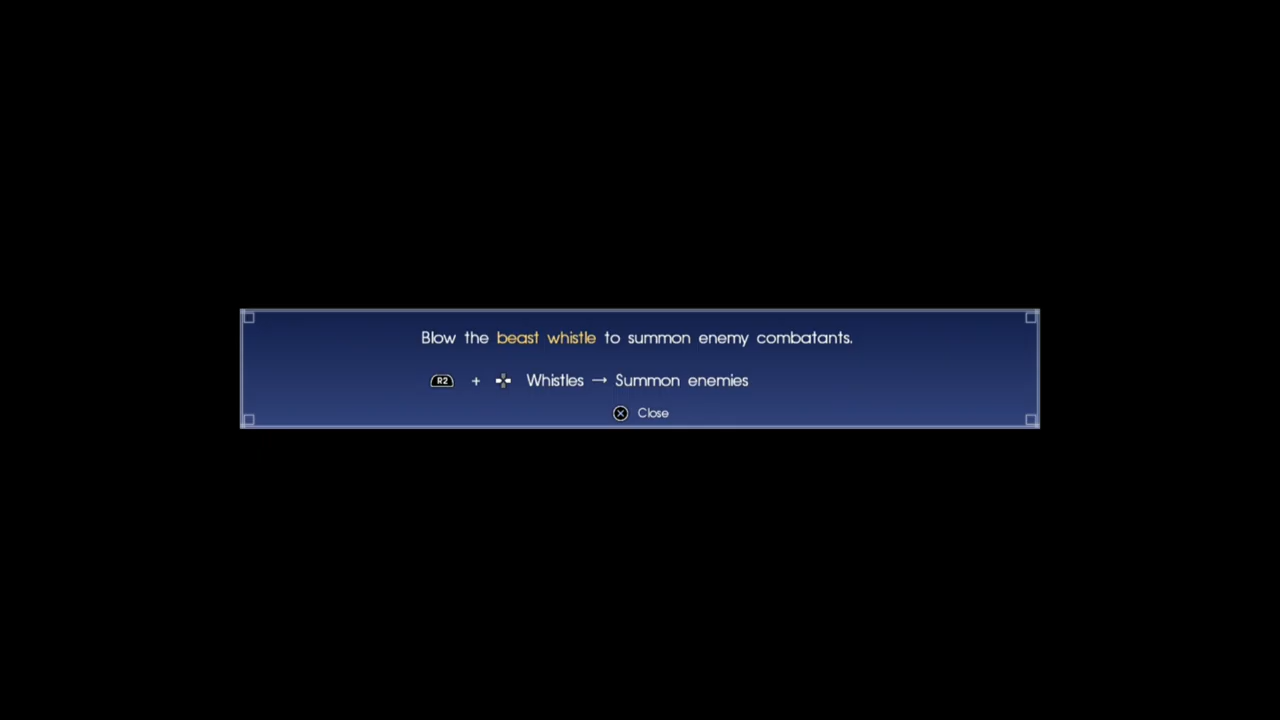 Blow the beast whistle to summon enemy combatants.
R2 + Whistles → Summon enemies
Close